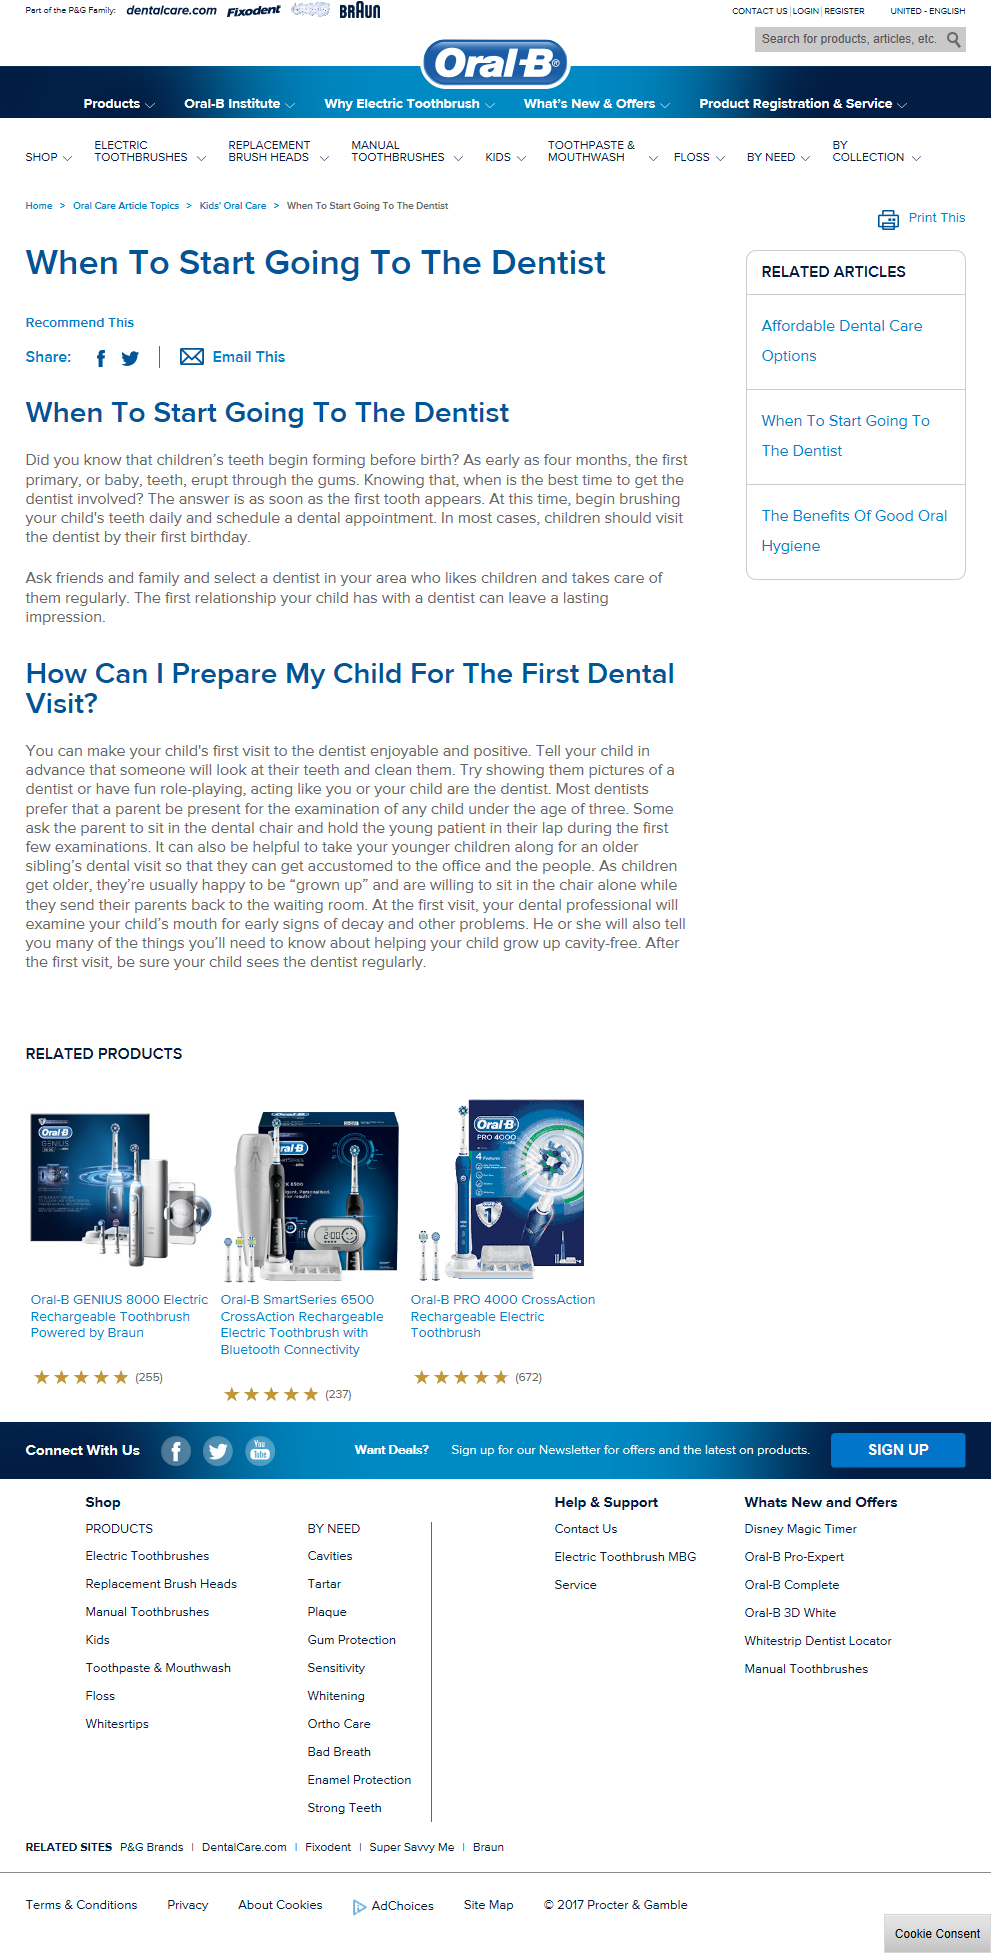 Part of the P&G Family: dentalcare.com Fixodent BRAUN
CONTACT US | LOGIN | REGISTER UNITED - ENGLISH
Search for products, articles, etc.
Oral-B®
Products Oral-B Institute Why Electric Toothbrush What's New & Offers Product Registration & Service
SHOP ELECTRIC TOOTHBRUSHES REPLACEMENT BRUSH HEADS MANUAL TOOTHBRUSHES KIDS TOOTHPASTE & MOUTHWASH FLOSS BY NEED BY COLLECTION
Home > Oral Care Article Topics > Kids' Oral Care > When To Start Going To The Dentist
Print This
When To Start Going To The Dentist
Recommend This
Share: Email This
When To Start Going To The Dentist
Did you know that children’s teeth begin forming before birth? As early as four months, the first
primary, or baby, teeth, erupt through the gums. Knowing that, when is the best time to get the
dentist involved? The answer is as soon as the first tooth appears. At this time, begin brushing
your child's teeth daily and schedule a dental appointment. In most cases, children should visit
the dentist by their first birthday.
Ask friends and family and select a dentist in your area who likes children and takes care of
them regularly. The first relationship your child has with a dentist can leave a lasting
impression.
How Can I Prepare My Child For The First Dental
Visit?
You can make your child's first visit to the dentist enjoyable and positive. Tell your child in
advance that someone will look at their teeth and clean them. Try showing them pictures of a
dentist or have fun role-playing, acting like you or your child are the dentist. Most dentists
prefer that a parent be present for the examination of any child under the age of three. Some
ask the parent to sit in the dental chair and hold the young patient in their lap during the first
few examinations. It can also be helpful to take your younger children along for an older
sibling’s dental visit so that they can get accustomed to the office and the people. As children
get older, they’re usually happy to be “grown up” and are willing to sit in the chair alone while
they send their parents back to the waiting room. At the first visit, your dental professional will
examine your child’s mouth for early signs of decay and other problems. He or she will also tell
you many of the things you’ll need to know about helping your child grow up cavity-free. After
the first visit, be sure your child sees the dentist regularly.
RELATED ARTICLES
Affordable Dental Care
Options
When To Start Going To
The Dentist
The Benefits Of Good Oral
Hygiene
RELATED PRODUCTS
Oral-B
GENIUS
Oral-B
6500
2:00
Oral-B
PRO 4000
4
1
Oral-B GENIUS 8000 Electric
Rechargeable Toothbrush
Powered by Braun
(255)
Oral-B SmartSeries 6500
CrossAction Rechargeable
Electric Toothbrush with
Bluetooth Connectivity
(237)
Oral-B PRO 4000 CrossAction
Rechargeable Electric
Toothbrush
(672)
Connect With Us You Tube Want Deals? Sign up for our Newsletter for offers and the latest on products. SIGN UP
Shop
PRODUCTS
Electric Toothbrushes
Replacement Brush Heads
Manual Toothbrushes
Kids
Toothpaste & Mouthwash
Floss
Whitesrtips
BY NEED
Cavities
Tartar
Plaque
Gum Protection
Sensitivity
Whitening
Ortho Care
Bad Breath
Enamel Protection
Strong Teeth
Help & Support
Contact Us
Electric Toothbrush MBG
Service
Whats New and Offers
Disney Magic Timer
Oral-B Pro-Expert
Oral-B Complete
Oral-B 3D White
Whitestrip Dentist Locator
Manual Toothbrushes
RELATED SITES P&G Brands | DentalCare.com | Fixodent | Super Savvy Me | Braun
Terms & Conditions Privacy About Cookies AdChoices Site Map © 2017 Procter & Gamble
Cookie Consent